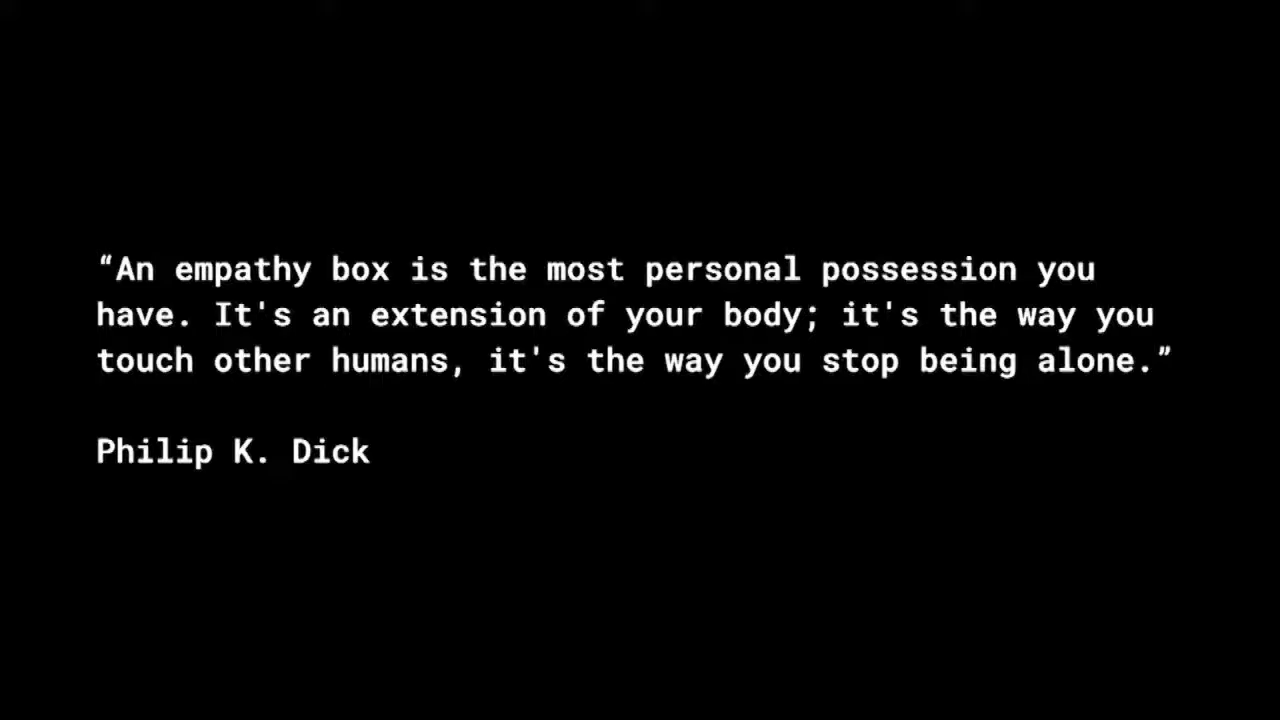 “An empathy box is the most personal possession you
have. It's an extension of your body; it's the way you
touch other humans, it's the way you stop being alone.”
Philip K. Dick